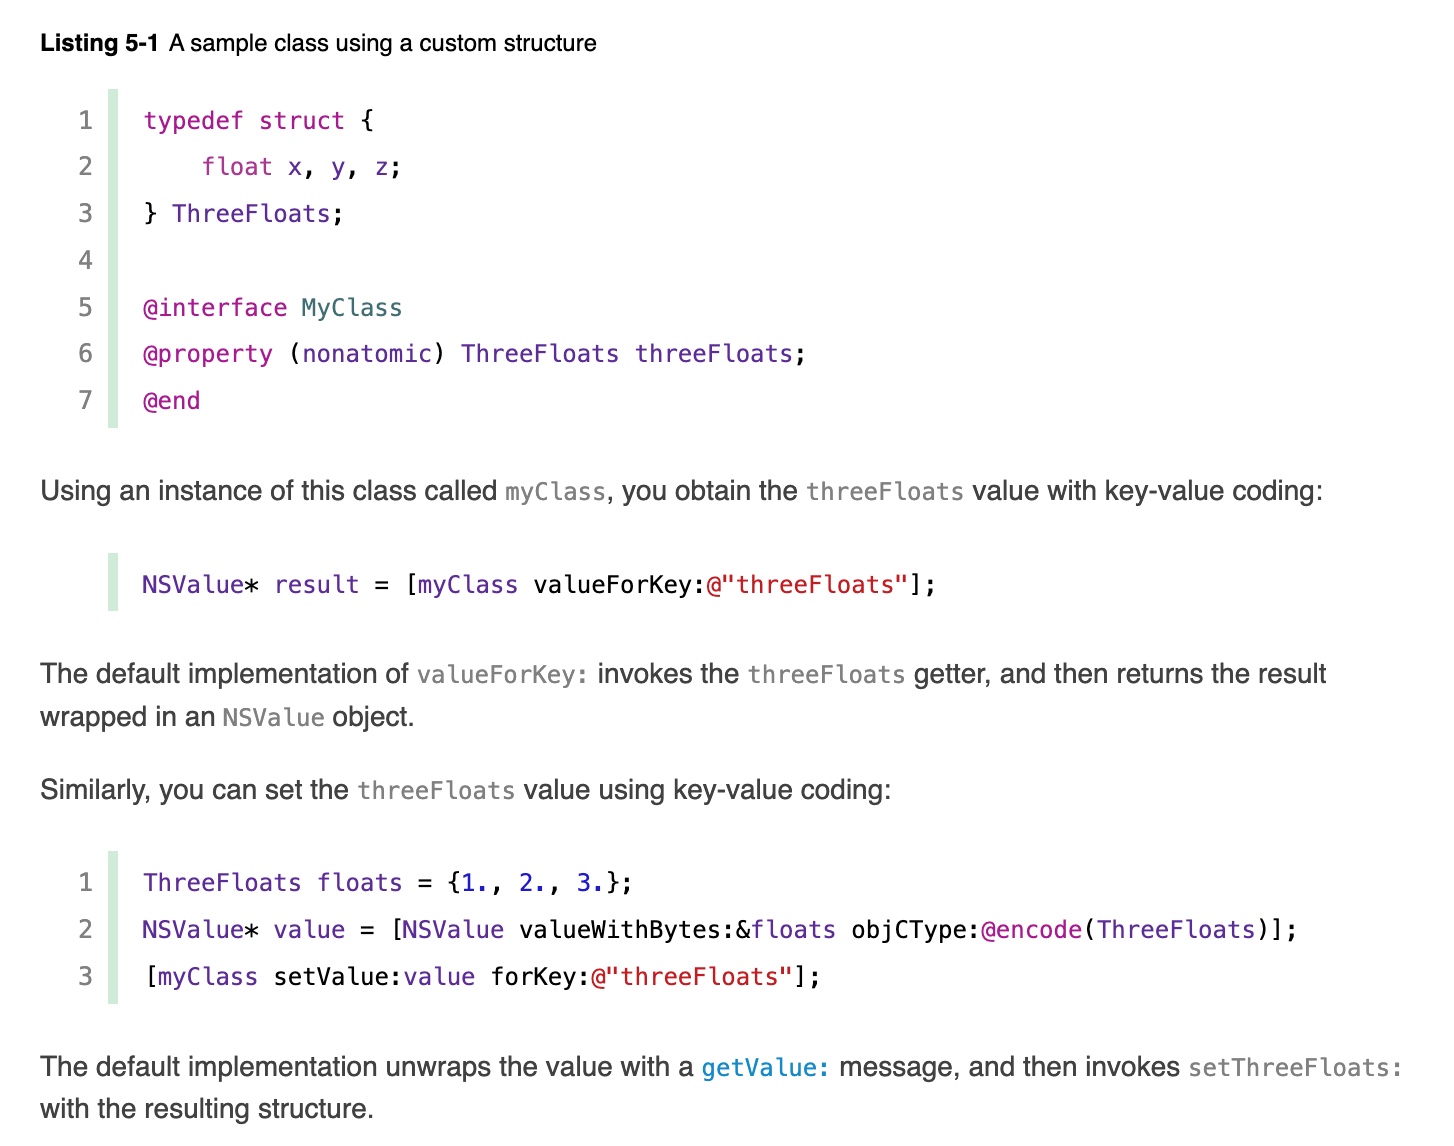 Listing 5-1 A sample class using a custom structure
1 typedef struct {
2     float x, y, z;
3 } ThreeFloats;
4
5 @interface MyClass
6 @property (nonatomic) ThreeFloats threeFloats;
7 @end
Using an instance of this class called myClass, you obtain the threeFloats value with key-value coding:
NSValue* result = [myClass valueForKey:@"threeFloats"];
The default implementation of valueForKey: invokes the threeFloats getter, and then returns the result
wrapped in an NSValue object.
Similarly, you can set the threeFloats value using key-value coding:
1 ThreeFloats floats = {1., 2., 3.};
2 NSValue* value = [NSValue valueWithBytes:&floats objCType:@encode(ThreeFloats)];
3 [myClass setValue:value forKey:@"threeFloats"];
The default implementation unwraps the value with a getValue: message, and then invokes setThreeFloats:
with the resulting structure.